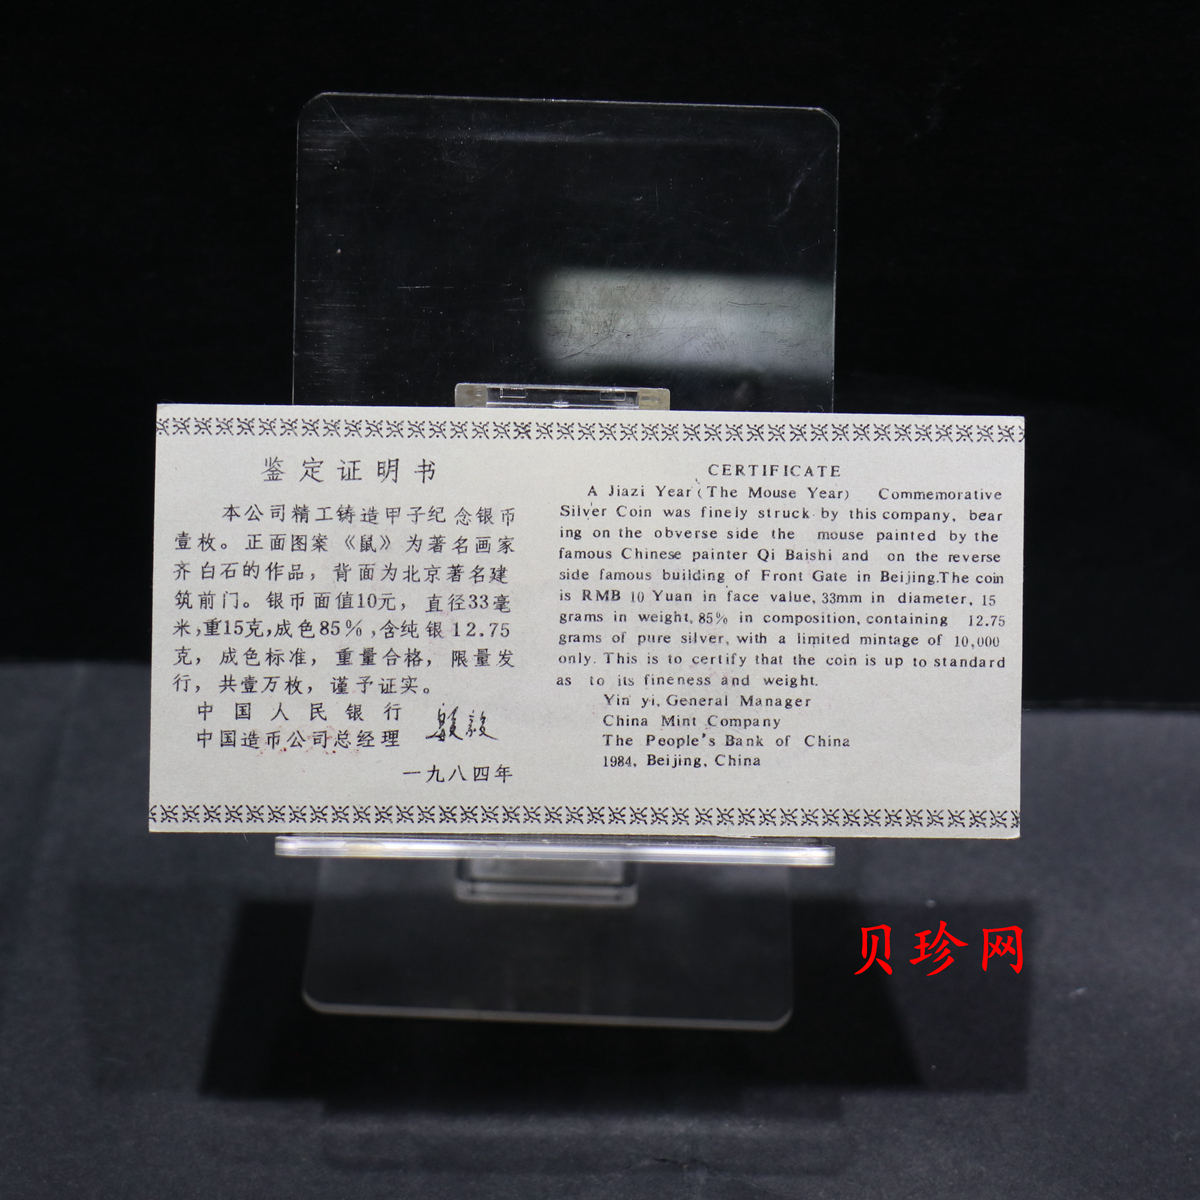 鉴定证明书
本公司精工铸造甲子纪念银币
壹枚。正面图案《鼠》为著名画家
齐白石的作品，背面为北京著名建
筑前门。银币面值10元，直径33毫
米,重15克,成色85%,含纯银12.75
克，成色标准，重量合格，限量发
行，共壹万枚，谨予证实。
中国人民银行
中国造币公司总经理
一九八四年
CERTIFICATE
A Jiazi Year (The Mouse Year) Commemorative
Silver Coin was finely struck by this company, bear
ing on the obverse side the mouse painted by the
famous Chinese painter Qi Baishi and on the reverse
side famous building of Front Gate in Beijing.The coin
is RMB 10 Yuan in face value, 33mm in diameter, 15
grams in weight, 85% in composition, containing 12.75
grams of pure silver, with a limited mintage of 10,000
only. This is to certify that the coin is up to standard
as to its fineness and weight.
Yin yi, General Manager
China Mint Company
The People's Bank of China
1984, Beijing, China
贝珍网